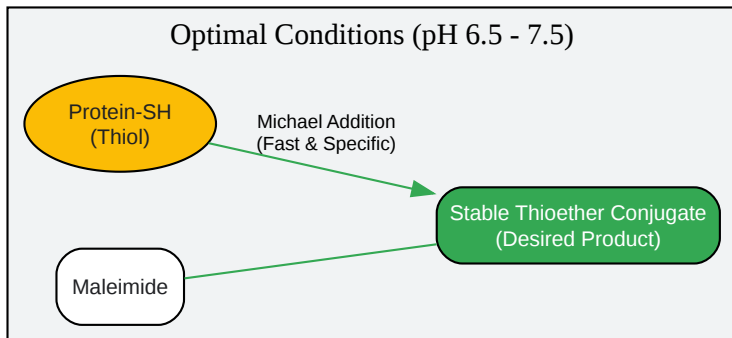 Optimal Conditions (pH 6.5 - 7.5)
Protein-SH
(Thiol)
Michael Addition
(Fast & Specific)
Stable Thioether Conjugate
(Desired Product)
Maleimide